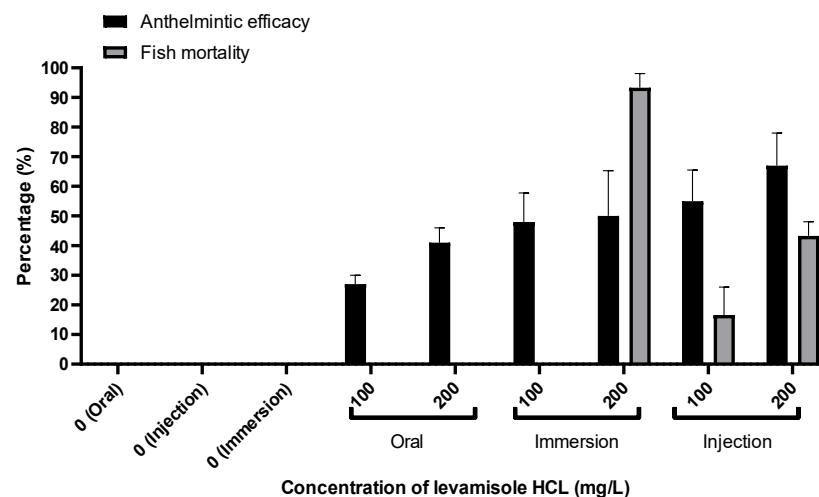 Anthelmintic efficacy
Fish mortality
Percentage (%)
100
90
80
70
60
50
40
30
20
10
0
0 (Oral)
0 (Injection)
0 (Immersion)
100
200
100
200
100
200
Oral
Immersion
Injection
Concentration of levamisole HCL (mg/L)